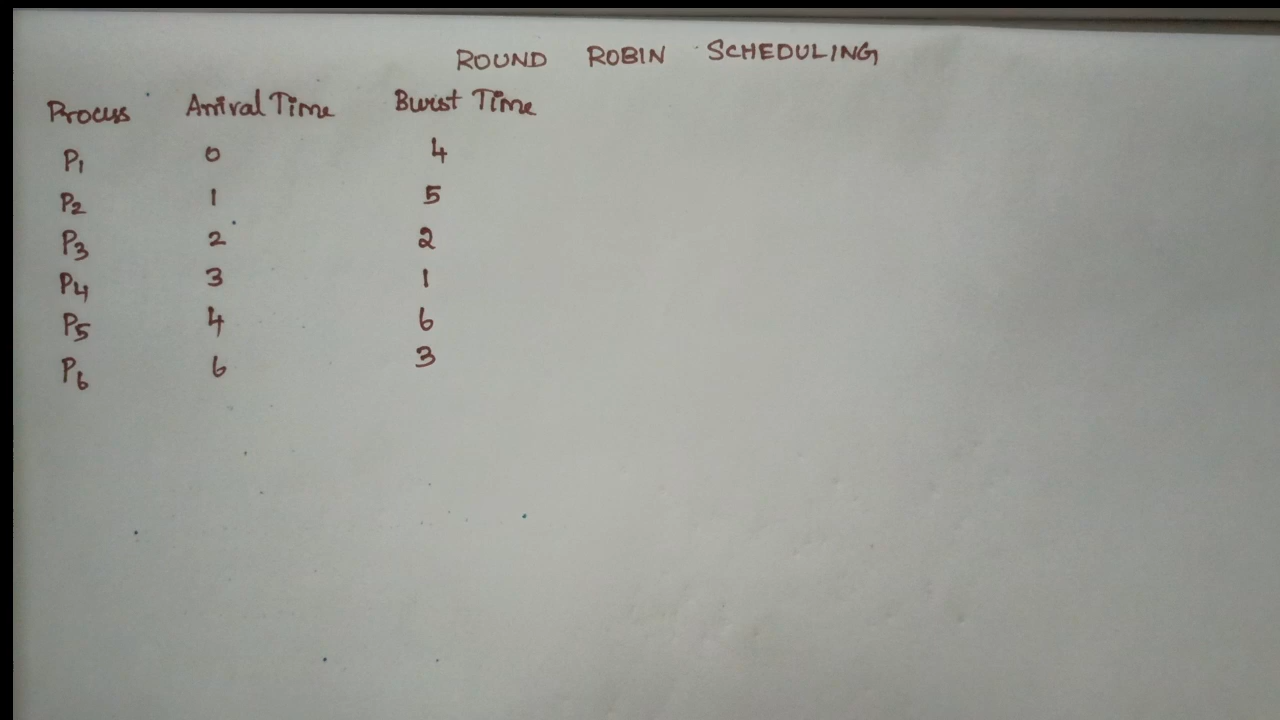 ROUND ROBIN SCHEDULING
Process Arrival Time Burst Time
P1 0 4
P2 1 5
P3 2 2
P4 3 1
P5 4 6
P6 6 3